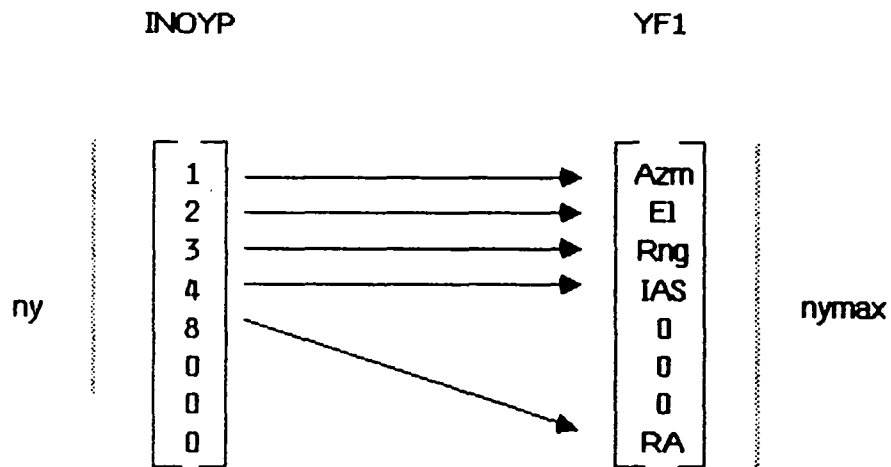 INOYP YF1
1 Azm
2 El
3 Rng
4 IAS
ny 8 0 nymax
0 0
0 0
0 RA